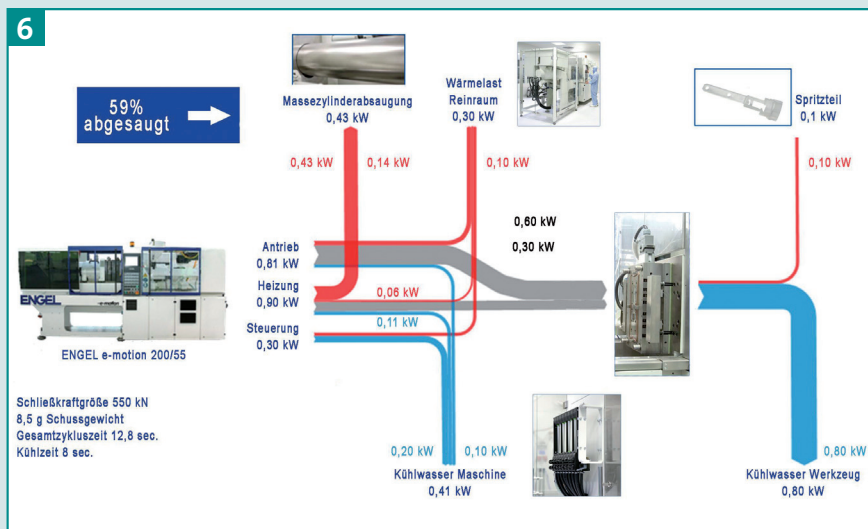 6
59%
abgesaugt
Massezylinderabsaugung
0,43 kW
Wärmelast
Reinraum
0,30 kW
Spritzteil
0,1 kW
0,43 kW
0,14 kW
0,10 kW
0,10 kW
0,60 kW
0,30 kW
Antrieb
0,81 kW
Heizung
0,90 kW
0,06 kW
0,11 kW
Steuerung
0,30 kW
ENGEL
e-motion
ENGEL e-motion 200/55
Schließkraftgröße 550 kN
8,5 g Schussgewicht
Gesamtzykluszeit 12,8 sec.
Kühlzeit 8 sec.
0,20 kW
0,10 kW
0,80 kW
Kühlwasser Maschine
0,41 kW
Kühlwasser Werkzeug
0,80 kW